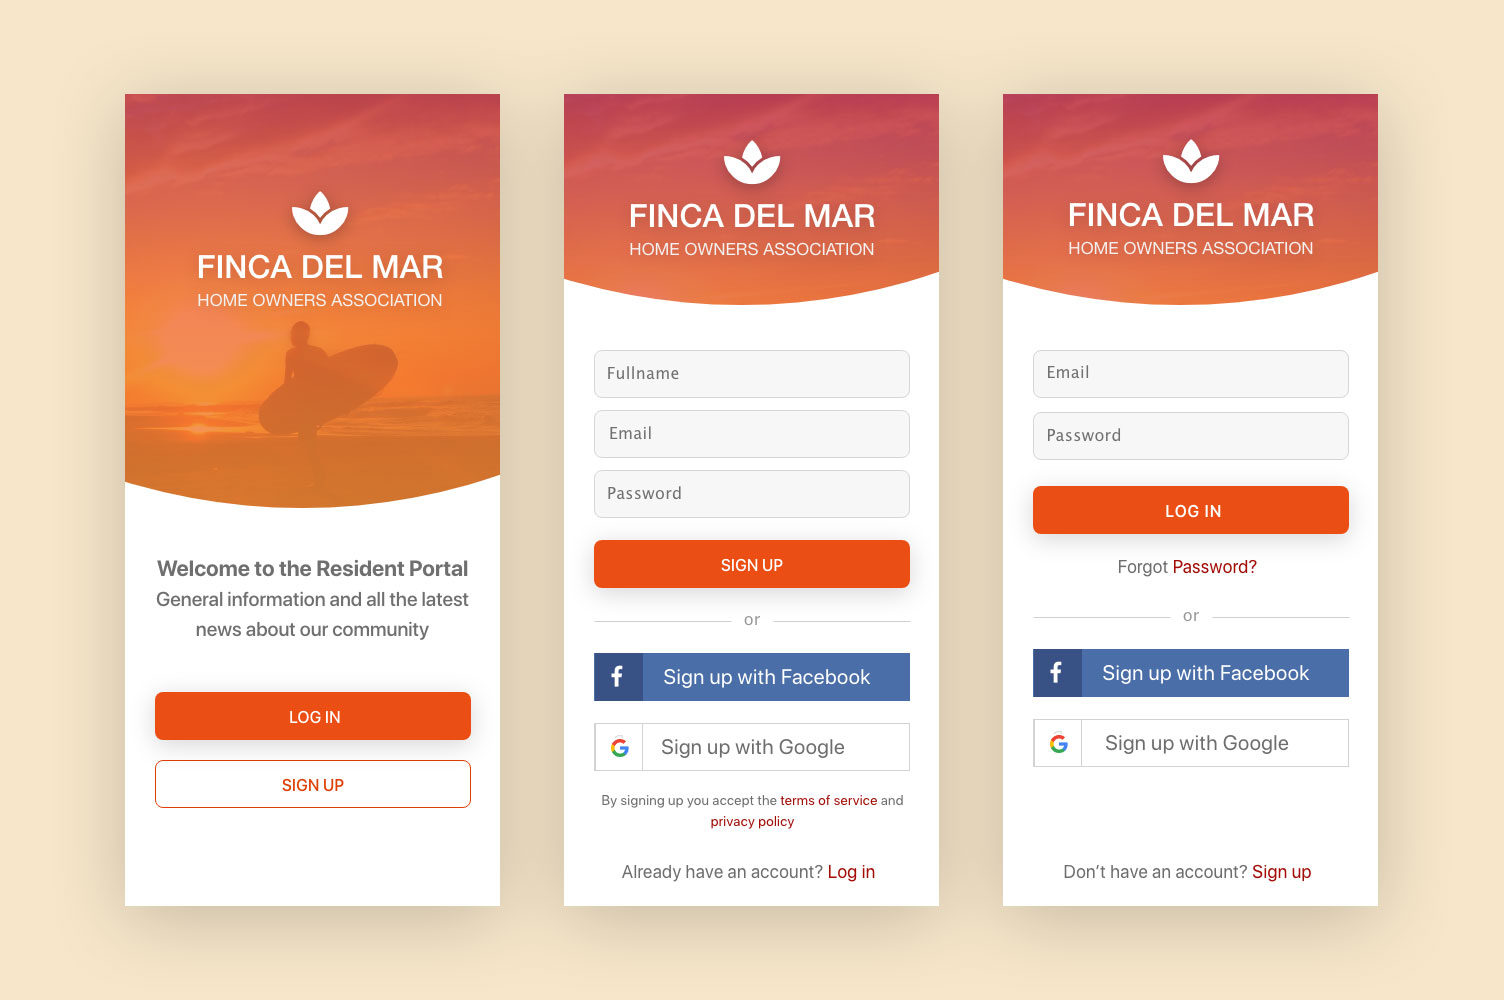 FINCA DEL MAR
HOME OWNERS ASSOCIATION
Welcome to the Resident Portal
General information and all the latest
news about our community
LOG IN
SIGN UP
FINCA DEL MAR
HOME OWNERS ASSOCIATION
Fullname
Email
Password
SIGN UP
or
f
Sign up with Facebook
G
Sign up with Google
By signing up you accept the terms of service and
privacy policy
Already have an account? Log in
FINCA DEL MAR
HOME OWNERS ASSOCIATION
Email
Password
LOG IN
Forgot Password?
or
f
Sign up with Facebook
G
Sign up with Google
Don’t have an account? Sign up